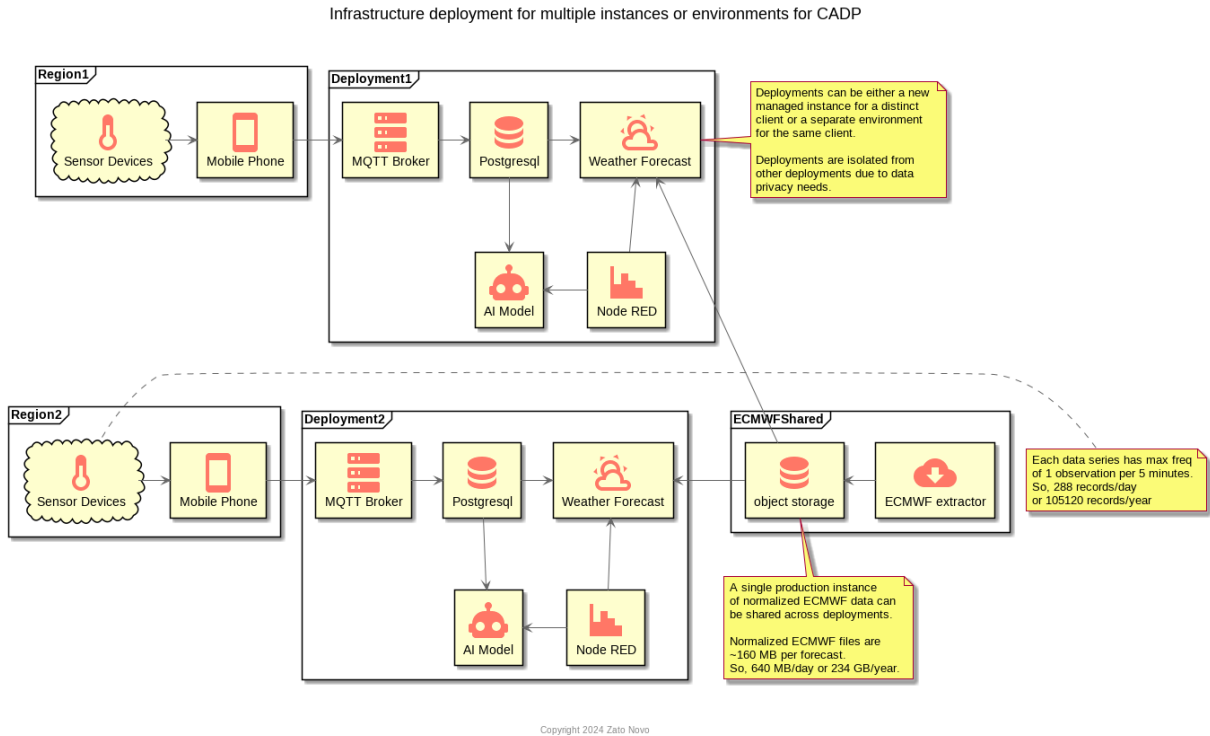 Infrastructure deployment for multiple instances or environments for CADP
Region1
Sensor Devices
Mobile Phone
Deployment1
MQTT Broker
Postgresql
Weather Forecast
AI Model
Node RED
Deployments can be either a new
managed instance for a distinct
client or a separate environment
for the same client.
Deployments are isolated from
other deployments due to data
privacy needs.
Region2
Sensor Devices
Mobile Phone
Deployment2
MQTT Broker
Postgresql
Weather Forecast
AI Model
Node RED
ECMWFShared
object storage
ECMWF extractor
Each data series has max freq
of 1 observation per 5 minutes.
So, 288 records/day
or 105120 records/year
A single production instance
of normalized ECMWF data can
be shared across deployments.
Normalized ECMWF files are
~160 MB per forecast.
So, 640 MB/day or 234 GB/year.
Copyright 2024 Zato Novo